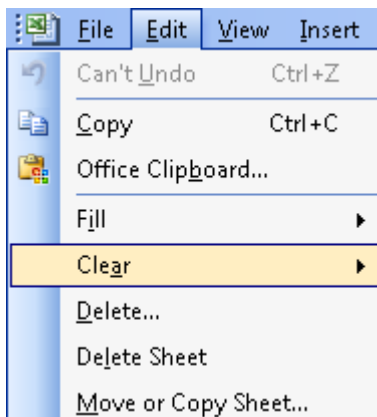 File Edit View Insert
Can't Undo Ctrl+Z
Copy Ctrl+C
Office Clipboard...
Fill
Clear
Delete...
Delete Sheet
Move or Copy Sheet...